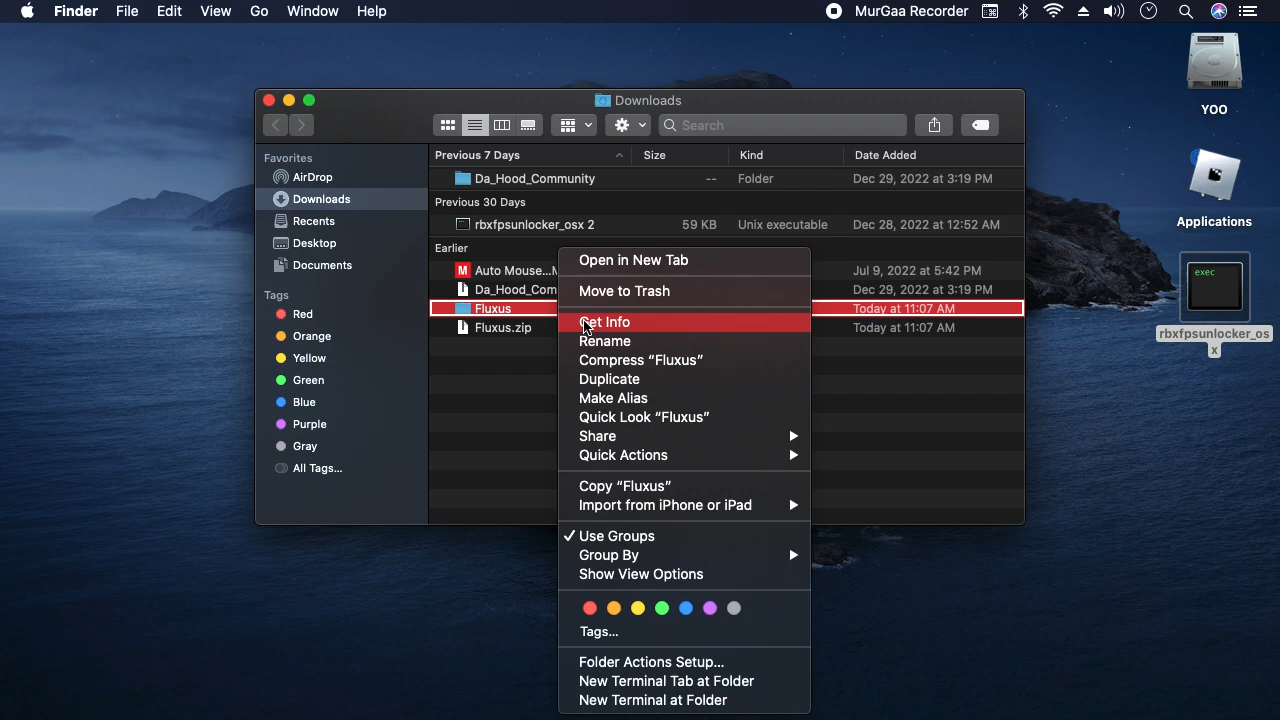 Finder File Edit View Go Window Help MurGaa Recorder
Downloads
Search
Favorites
AirDrop
Downloads
Recents
Desktop
Documents
Tags
Red
Orange
Yellow
Green
Blue
Purple
Gray
All Tags...
Previous 7 Days Size Kind Date Added
Da_Hood_Community -- Folder Dec 29, 2022 at 3:19 PM
Previous 30 Days
rbxfpsunlocker_osx 2 59 KB Unix executable Dec 28, 2022 at 12:52 AM
Earlier
M Auto Mouse...M Jul 9, 2022 at 5:42 PM
Da_Hood_Com Dec 29, 2022 at 3:19 PM
Fluxus Today at 11:07 AM
Fluxus.zip Today at 11:07 AM
Open in New Tab
Move to Trash
Get Info
Rename
Compress “Fluxus”
Duplicate
Make Alias
Quick Look “Fluxus”
Share
Quick Actions
Copy “Fluxus”
Import from iPhone or iPad
Use Groups
Group By
Show View Options
Tags...
Folder Actions Setup...
New Terminal Tab at Folder
New Terminal at Folder
YOO
Applications
exec
rbxfpsunlocker_os
x